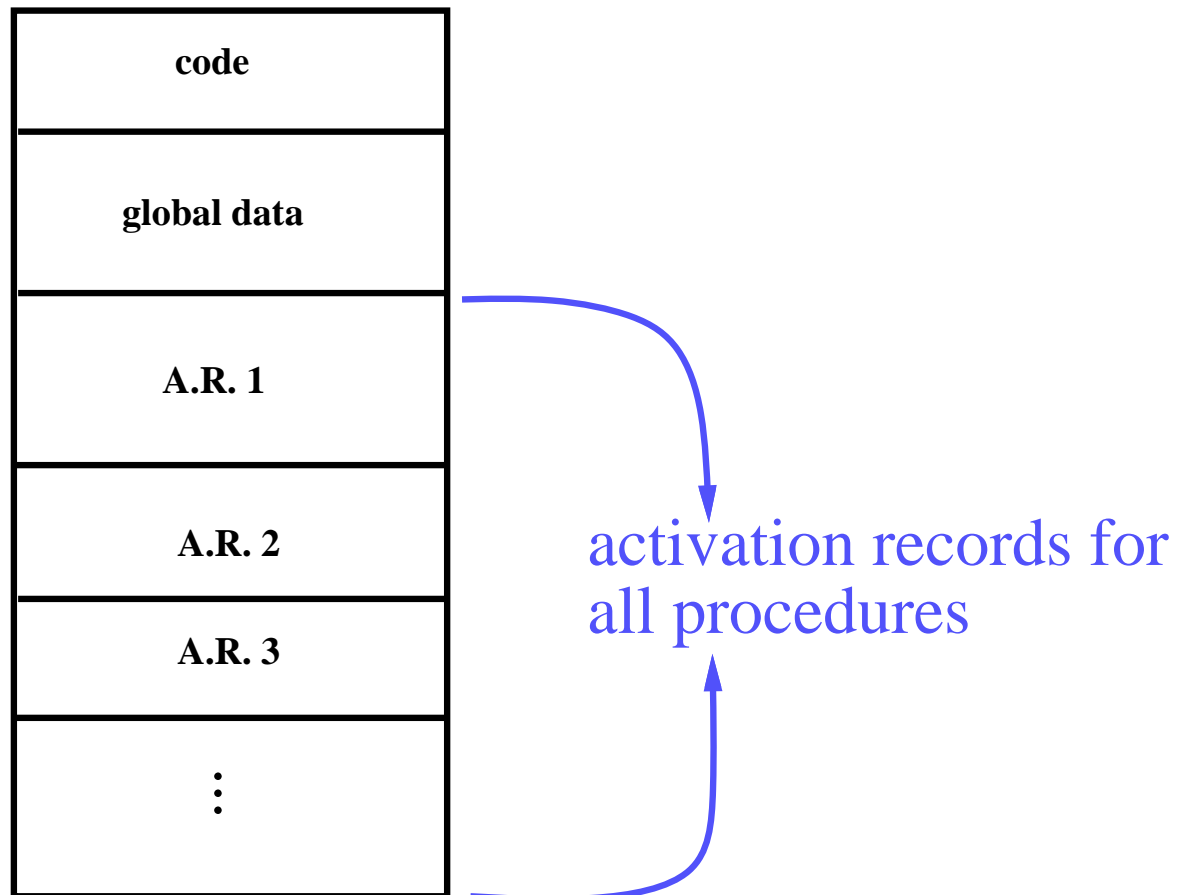 code
global data
A.R. 1
A.R. 2
activation records for
all procedures
A.R. 3
⋮